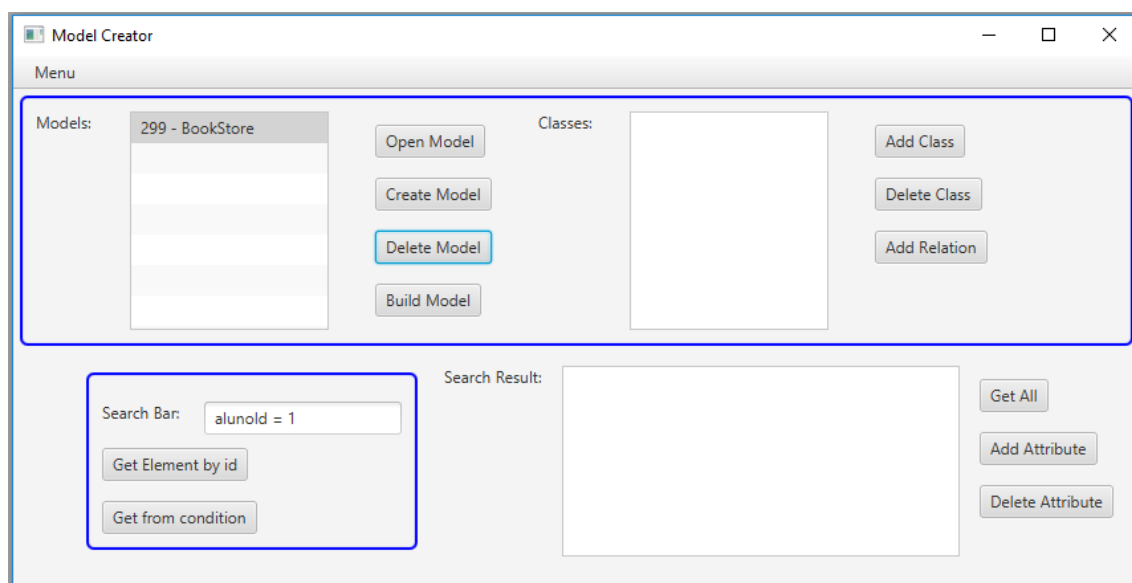 Model Creator
Menu
Models:
299 - BookStore
Open Model
Create Model
Delete Model
Build Model
Classes:
Add Class
Delete Class
Add Relation
Search Bar:
alunoId = 1
Get Element by id
Get from condition
Search Result:
Get All
Add Attribute
Delete Attribute